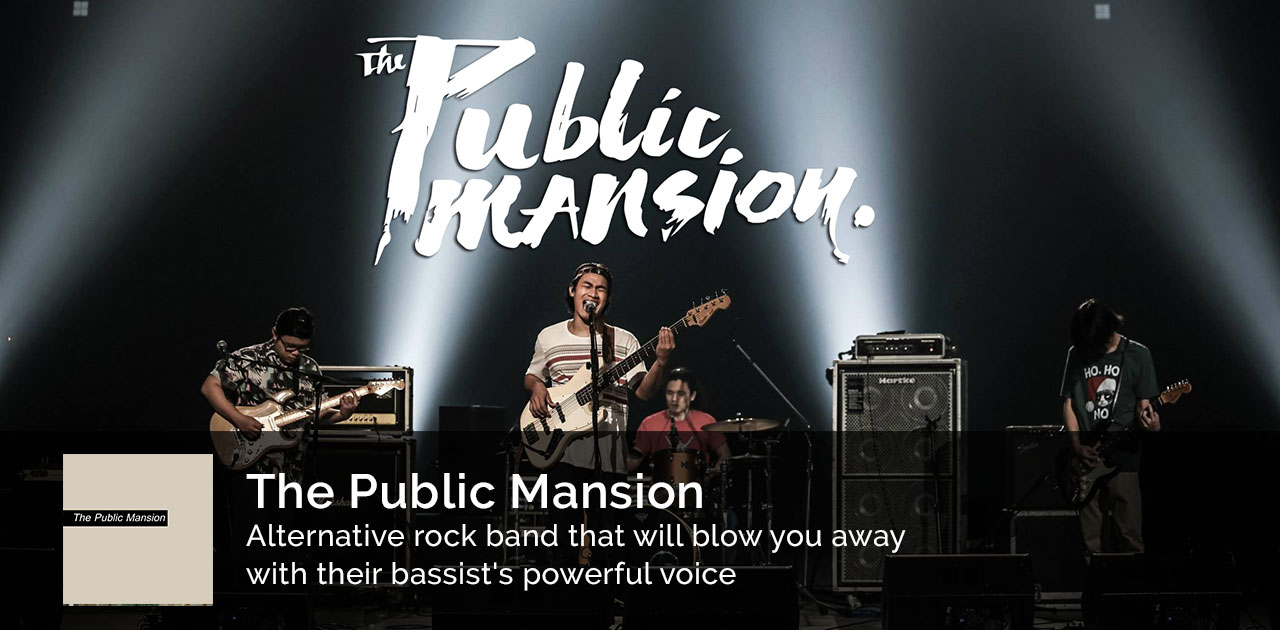 The
Public
Mansion.
Hartke
HO, HO
NO
The Public Mansion
The Public Mansion
Alternative rock band that will blow you away
with their bassist's powerful voice